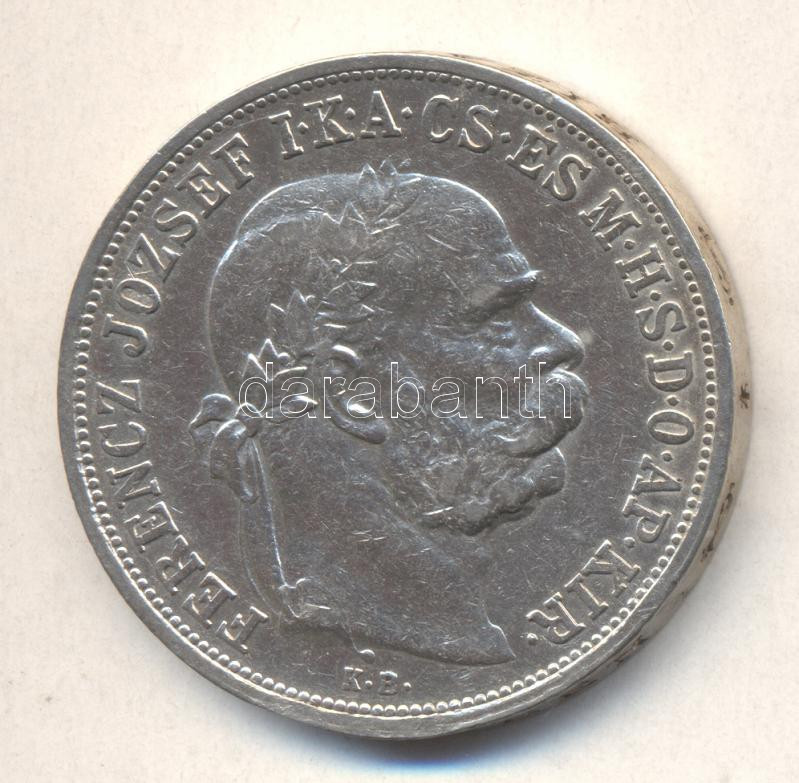 FERENCZ JÓZSEF I·K·A·CS·ÉS M·H·S·D·O·AP·KIR·
darabanth
K.B.